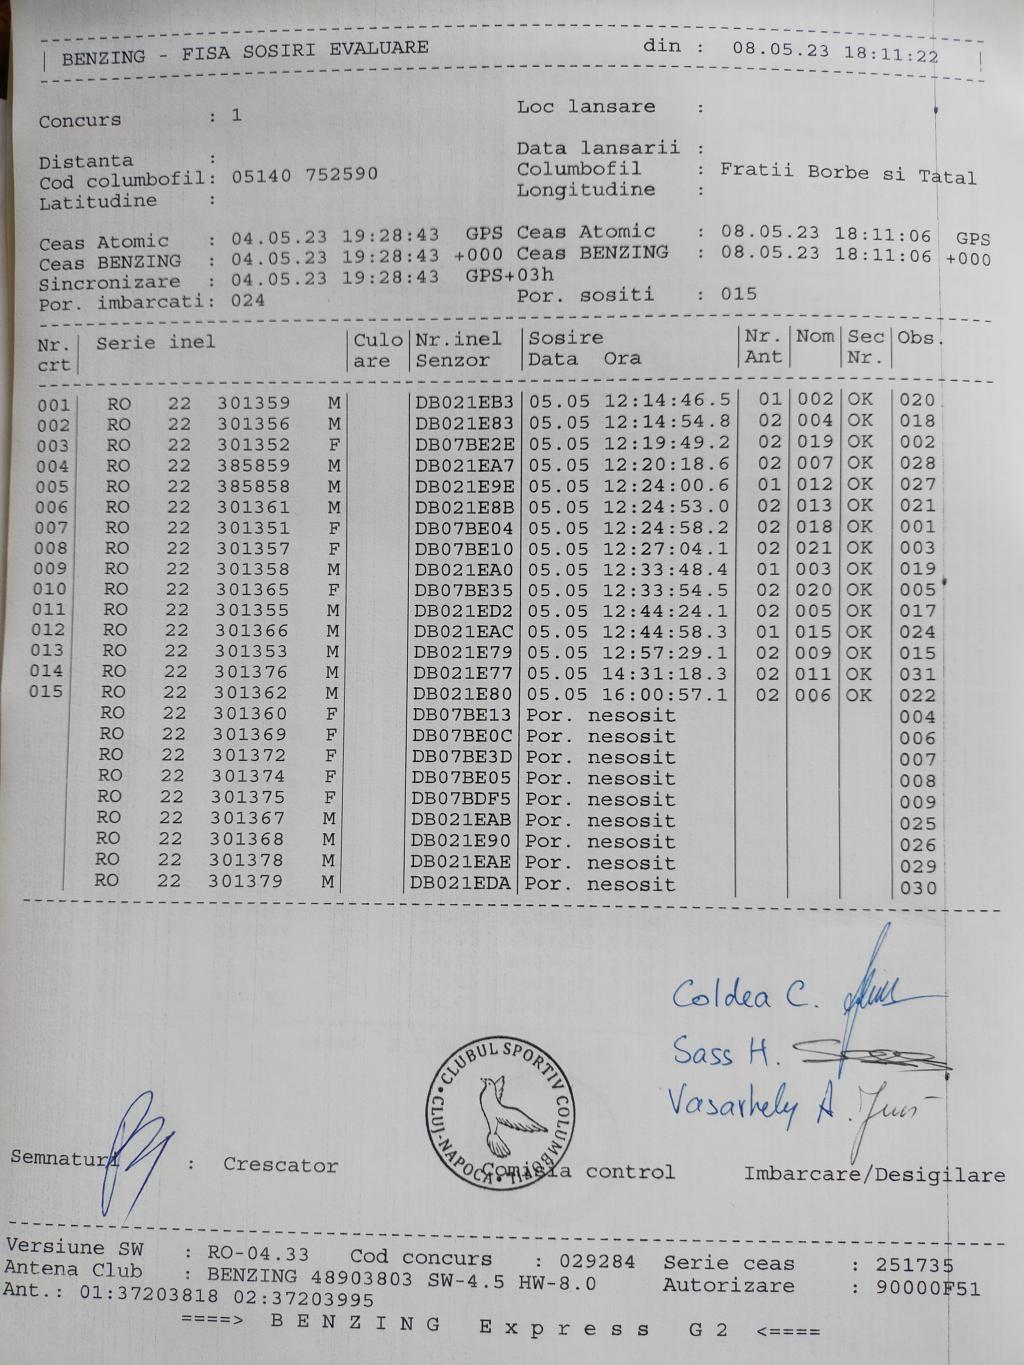 BENZING - FISA SOSIRI EVALUARE din : 08.05.23 18:11:22
Concurs : 1 Loc lansare :
Distanta : Data lansarii :
Cod columbofil: 05140 752590 Columbofil : Fratii Borbe si Tatal
Latitudine : Longitudine :
Ceas Atomic : 04.05.23 19:28:43 GPS Ceas Atomic : 08.05.23 18:11:06 GPS
Ceas BENZING : 04.05.23 19:28:43 +000 Ceas BENZING : 08.05.23 18:11:06 +000
Sincronizare : 04.05.23 19:28:43 GPS+03h
Por. imbarcati: 024 Por. sositi : 015
Nr. Serie inel Culo Nr.inel Sosire Nr. Nom Sec Obs.
crt are Senzor Data Ora Ant Nr.
001 RO 22 301359 M DB021EB3 05.05 12:14:46.5 01 002 OK 020
002 RO 22 301356 M DB021E83 05.05 12:14:54.8 02 004 OK 018
003 RO 22 301352 F DB07BE2E 05.05 12:19:49.2 02 019 OK 002
004 RO 22 385859 M DB021EA7 05.05 12:20:18.6 02 007 OK 028
005 RO 22 385858 M DB021E9E 05.05 12:24:00.6 01 012 OK 027
006 RO 22 301361 M DB021E8B 05.05 12:24:53.0 02 013 OK 021
007 RO 22 301351 F DB07BE04 05.05 12:24:58.2 02 018 OK 001
008 RO 22 301357 F DB07BE10 05.05 12:27:04.1 02 021 OK 003
009 RO 22 301358 M DB021EA0 05.05 12:33:48.4 01 003 OK 019
010 RO 22 301365 F DB07BE35 05.05 12:33:54.5 02 020 OK 005
011 RO 22 301355 M DB021ED2 05.05 12:44:24.1 02 005 OK 017
012 RO 22 301366 M DB021EAC 05.05 12:44:58.3 01 015 OK 024
013 RO 22 301353 M DB021E79 05.05 12:57:29.1 02 009 OK 015
014 RO 22 301376 M DB021E77 05.05 14:31:18.3 02 011 OK 031
015 RO 22 301362 M DB021E80 05.05 16:00:57.1 02 006 OK 022
RO 22 301360 F DB07BE13 Por. nesosit 004
RO 22 301369 F DB07BE0C Por. nesosit 006
RO 22 301372 F DB07BE3D Por. nesosit 007
RO 22 301374 F DB07BE05 Por. nesosit 008
RO 22 301375 F DB07BDF5 Por. nesosit 009
RO 22 301367 M DB021EAB Por. nesosit 025
RO 22 301368 M DB021E90 Por. nesosit 026
RO 22 301378 M DB021EAE Por. nesosit 029
RO 22 301379 M DB021EDA Por. nesosit 030
Coldea C.
Sass H.
Vasarhely A.
CLUBUL SPORTIV COLUMBOFIL • CLUJ-NAPOCA •
Semnaturi : Crescator Comisia control Imbarcare/Desigilare
Versiune SW : RO-04.33 Cod concurs : 029284 Serie ceas : 251735
Antena Club : BENZING 48903803 SW-4.5 HW-8.0 Autorizare : 90000F51
Ant.: 01:37203818 02:37203995
====> BENZING Express G2 <====